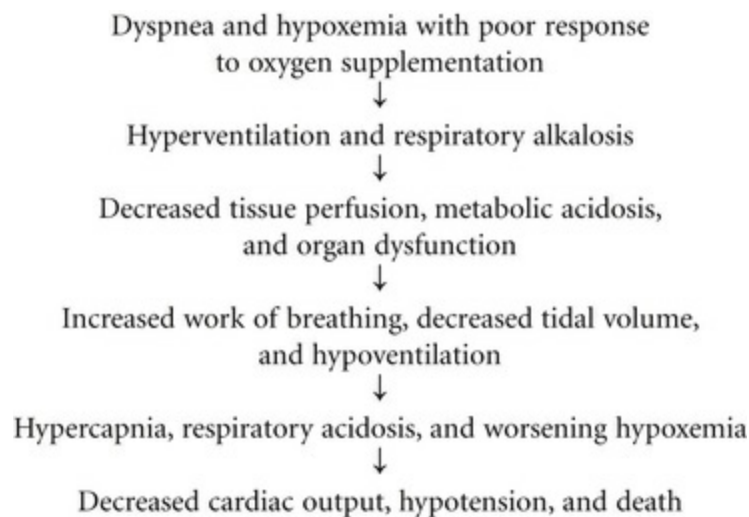 Dyspnea and hypoxemia with poor response
to oxygen supplementation
↓
Hyperventilation and respiratory alkalosis
↓
Decreased tissue perfusion, metabolic acidosis,
and organ dysfunction
↓
Increased work of breathing, decreased tidal volume,
and hypoventilation
↓
Hypercapnia, respiratory acidosis, and worsening hypoxemia
↓
Decreased cardiac output, hypotension, and death